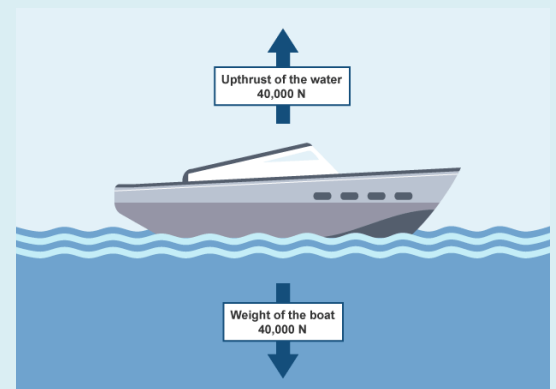 Upthrust of the water
40,000 N
Weight of the boat
40,000 N